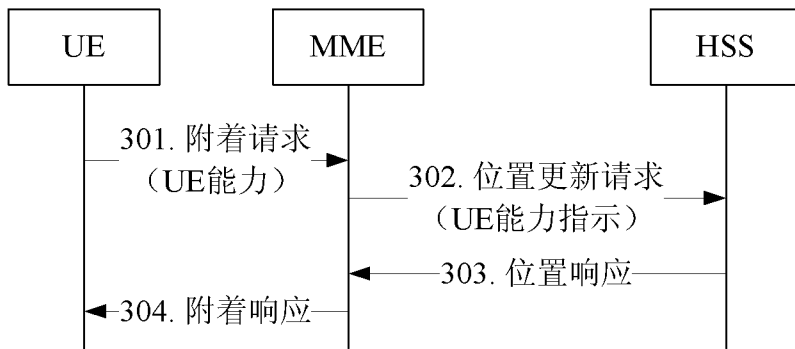 UE
MME
HSS
301. 附着请求
（UE能力）
302. 位置更新请求
（UE能力指示）
303. 位置响应
304. 附着响应